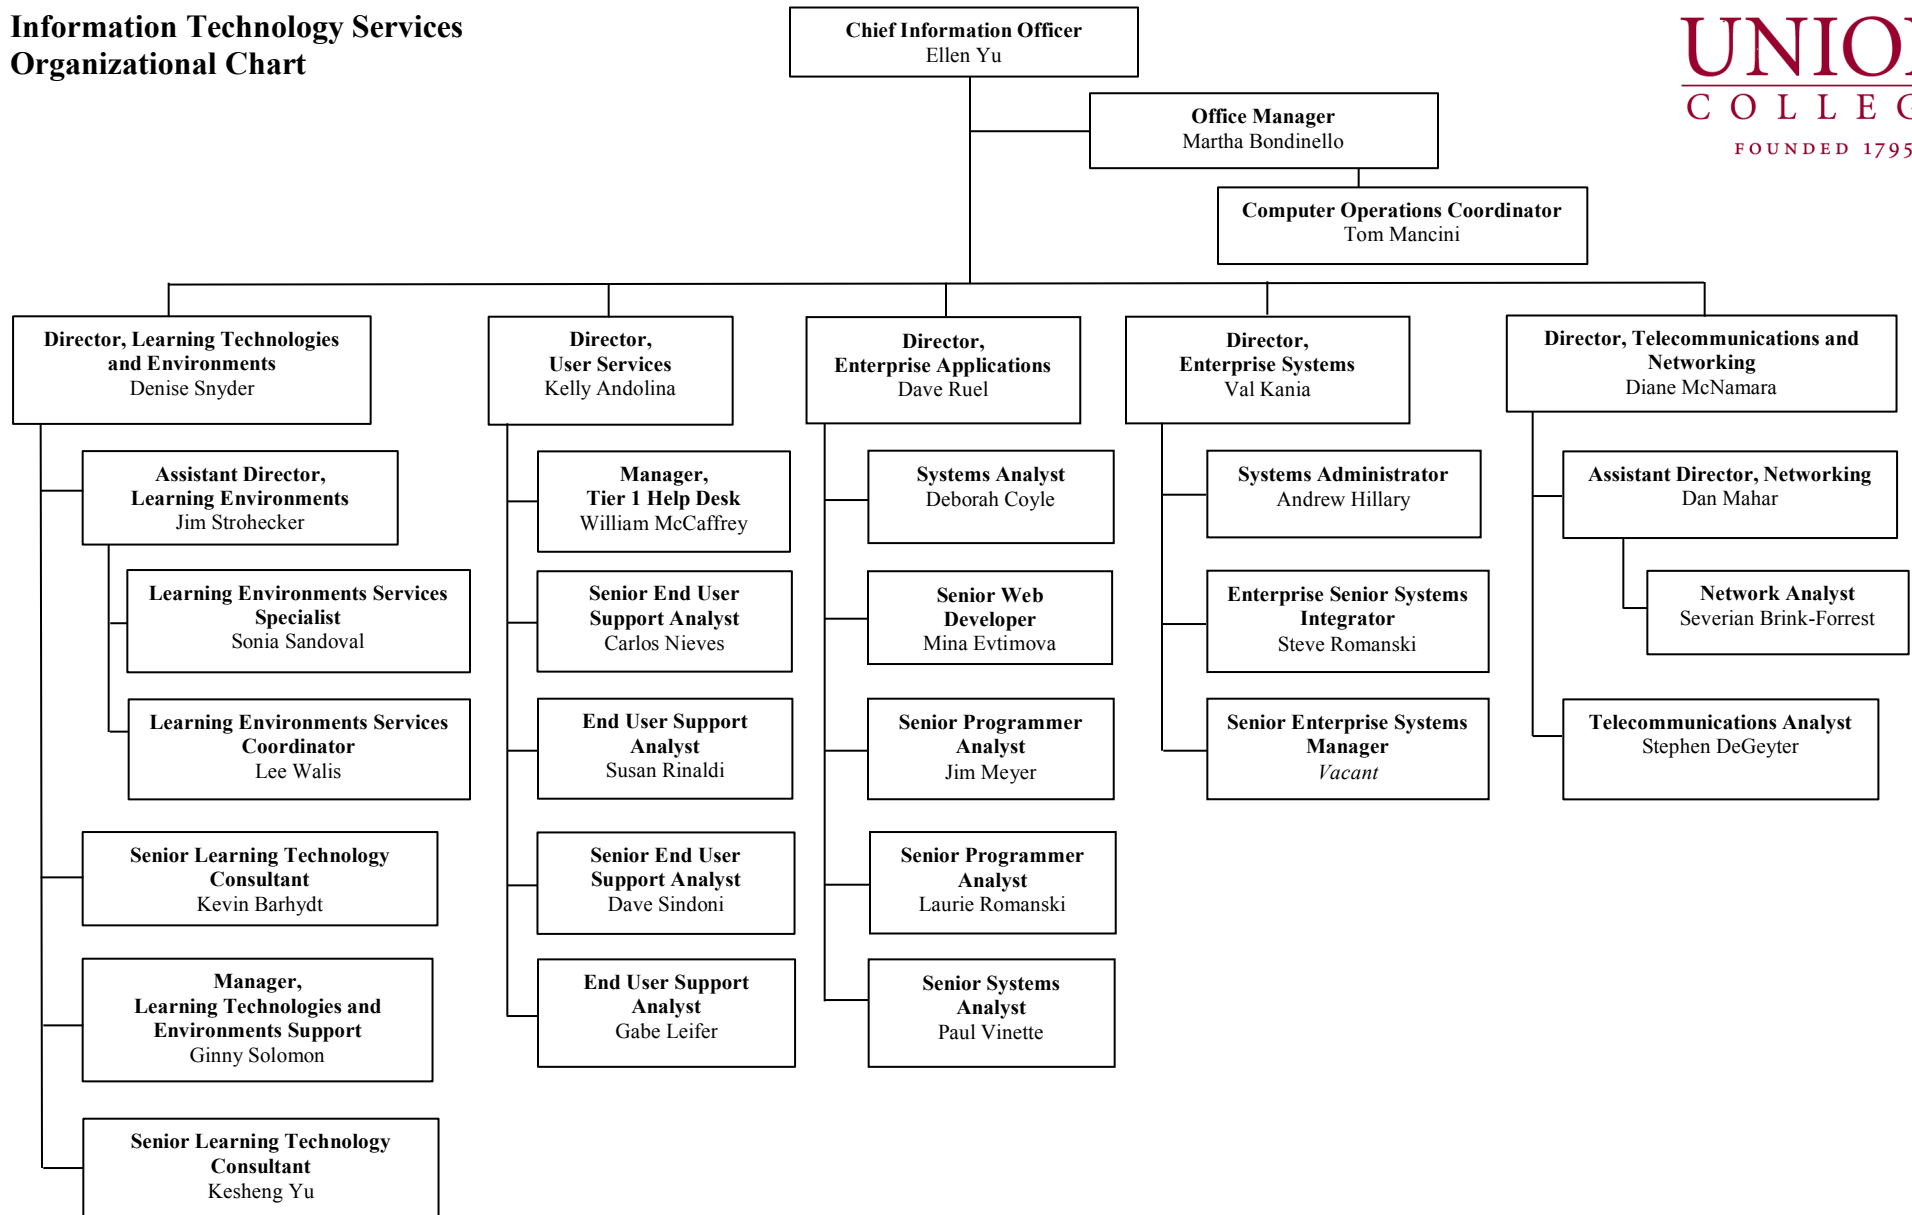 Information Technology Services
Organizational Chart
Chief Information Officer
Ellen Yu
UNION
COLLEG
FOUNDED 1795
Office Manager
Martha Bondinello
Computer Operations Coordinator
Tom Mancini
Director, Learning Technologies
and Environments
Denise Snyder
Director,
User Services
Kelly Andolina
Director,
Enterprise Applications
Dave Ruel
Director,
Enterprise Systems
Val Kania
Director, Telecommunications and
Networking
Diane McNamara
Assistant Director,
Learning Environments
Jim Strohecker
Learning Environments Services
Specialist
Sonia Sandoval
Learning Environments Services
Coordinator
Lee Walis
Senior Learning Technology
Consultant
Kevin Barhydt
Manager,
Learning Technologies and
Environments Support
Ginny Solomon
Senior Learning Technology
Consultant
Kesheng Yu
Manager,
Tier 1 Help Desk
William McCaffrey
Senior End User
Support Analyst
Carlos Nieves
End User Support
Analyst
Susan Rinaldi
Senior End User
Support Analyst
Dave Sindoni
End User Support
Analyst
Gabe Leifer
Systems Analyst
Deborah Coyle
Senior Web
Developer
Mina Evtimova
Senior Programmer
Analyst
Jim Meyer
Senior Programmer
Analyst
Laurie Romanski
Senior Systems
Analyst
Paul Vinette
Systems Administrator
Andrew Hillary
Enterprise Senior Systems
Integrator
Steve Romanski
Senior Enterprise Systems
Manager
Vacant
Assistant Director, Networking
Dan Mahar
Network Analyst
Severian Brink-Forrest
Telecommunications Analyst
Stephen DeGeyter